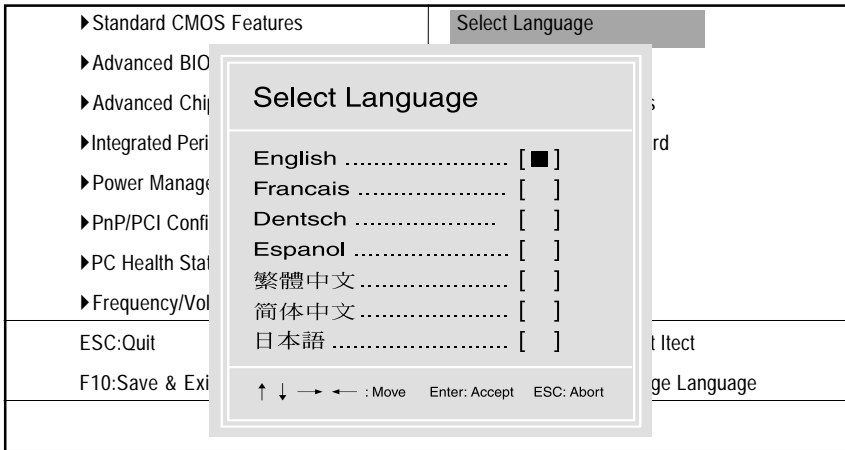 ▶Standard CMOS Features
Select Language
▶Advanced BIO
▶Advanced Chi
s
▶Integrated Peri
rd
▶Power Manage
▶PnP/PCI Confi
▶PC Health Stat
▶Frequency/Vol
ESC:Quit
t Itect
F10:Save & Exi
ge Language
Select Language
English ...................... [■]
Francais .................... [ ]
Dentsch ................... [ ]
Espanol ..................... [ ]
繁體中文.................... [ ]
简体中文.................... [ ]
日本語 ........................ [ ]
↑ ↓ → ← : Move Enter: Accept ESC: Abort